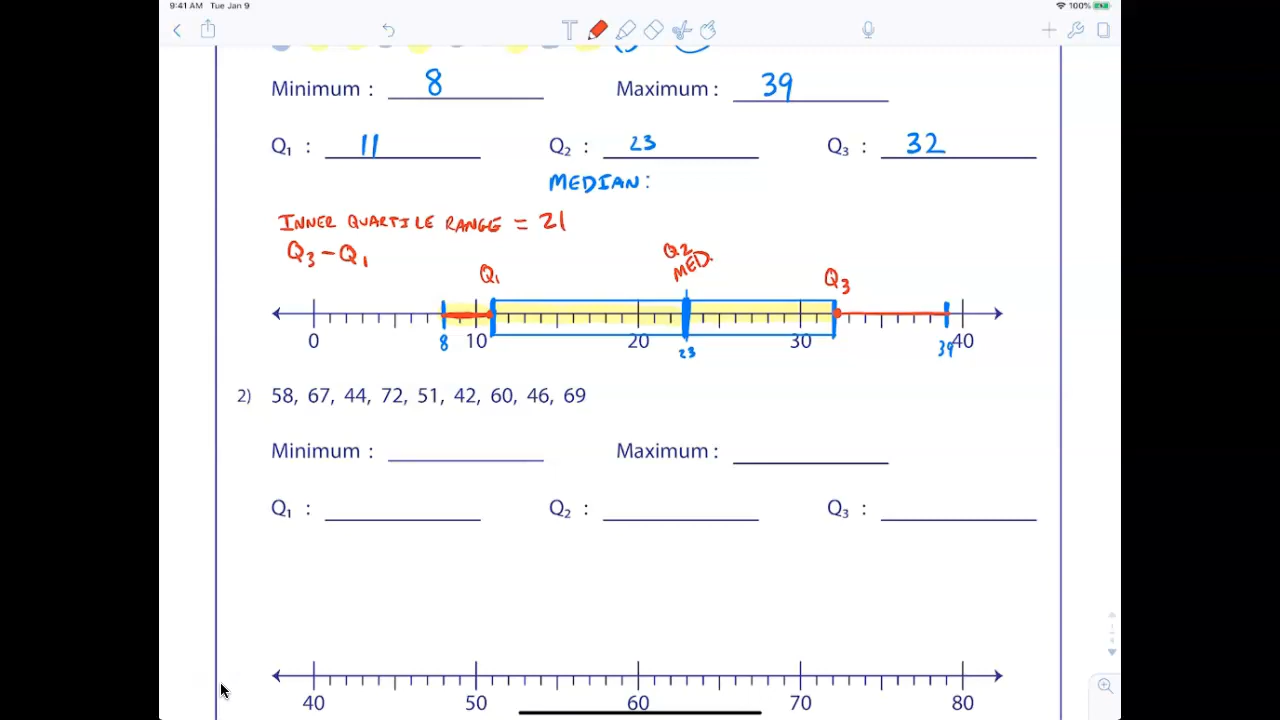 9:41 AM Tue Jan 9 100%
Minimum : 8 Maximum : 39
Q₁ : 11 Q₂ : 23 Q₃ : 32
MEDIAN:
INNER QUARTILE RANGE = 21
Q₃ - Q₁
Q₁ Q₂ MED. Q₃
0 8 10 20 23 30 39 40
2) 58, 67, 44, 72, 51, 42, 60, 46, 69
Minimum : Maximum :
Q₁ : Q₂ : Q₃ :
40 50 60 70 80